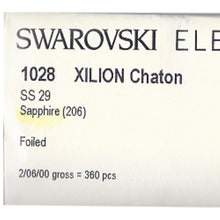 SWAROVSKI ELE
1028 XILION Chaton
SS 29
Sapphire (206)
Foiled
2/06/00 gross = 360 pcs